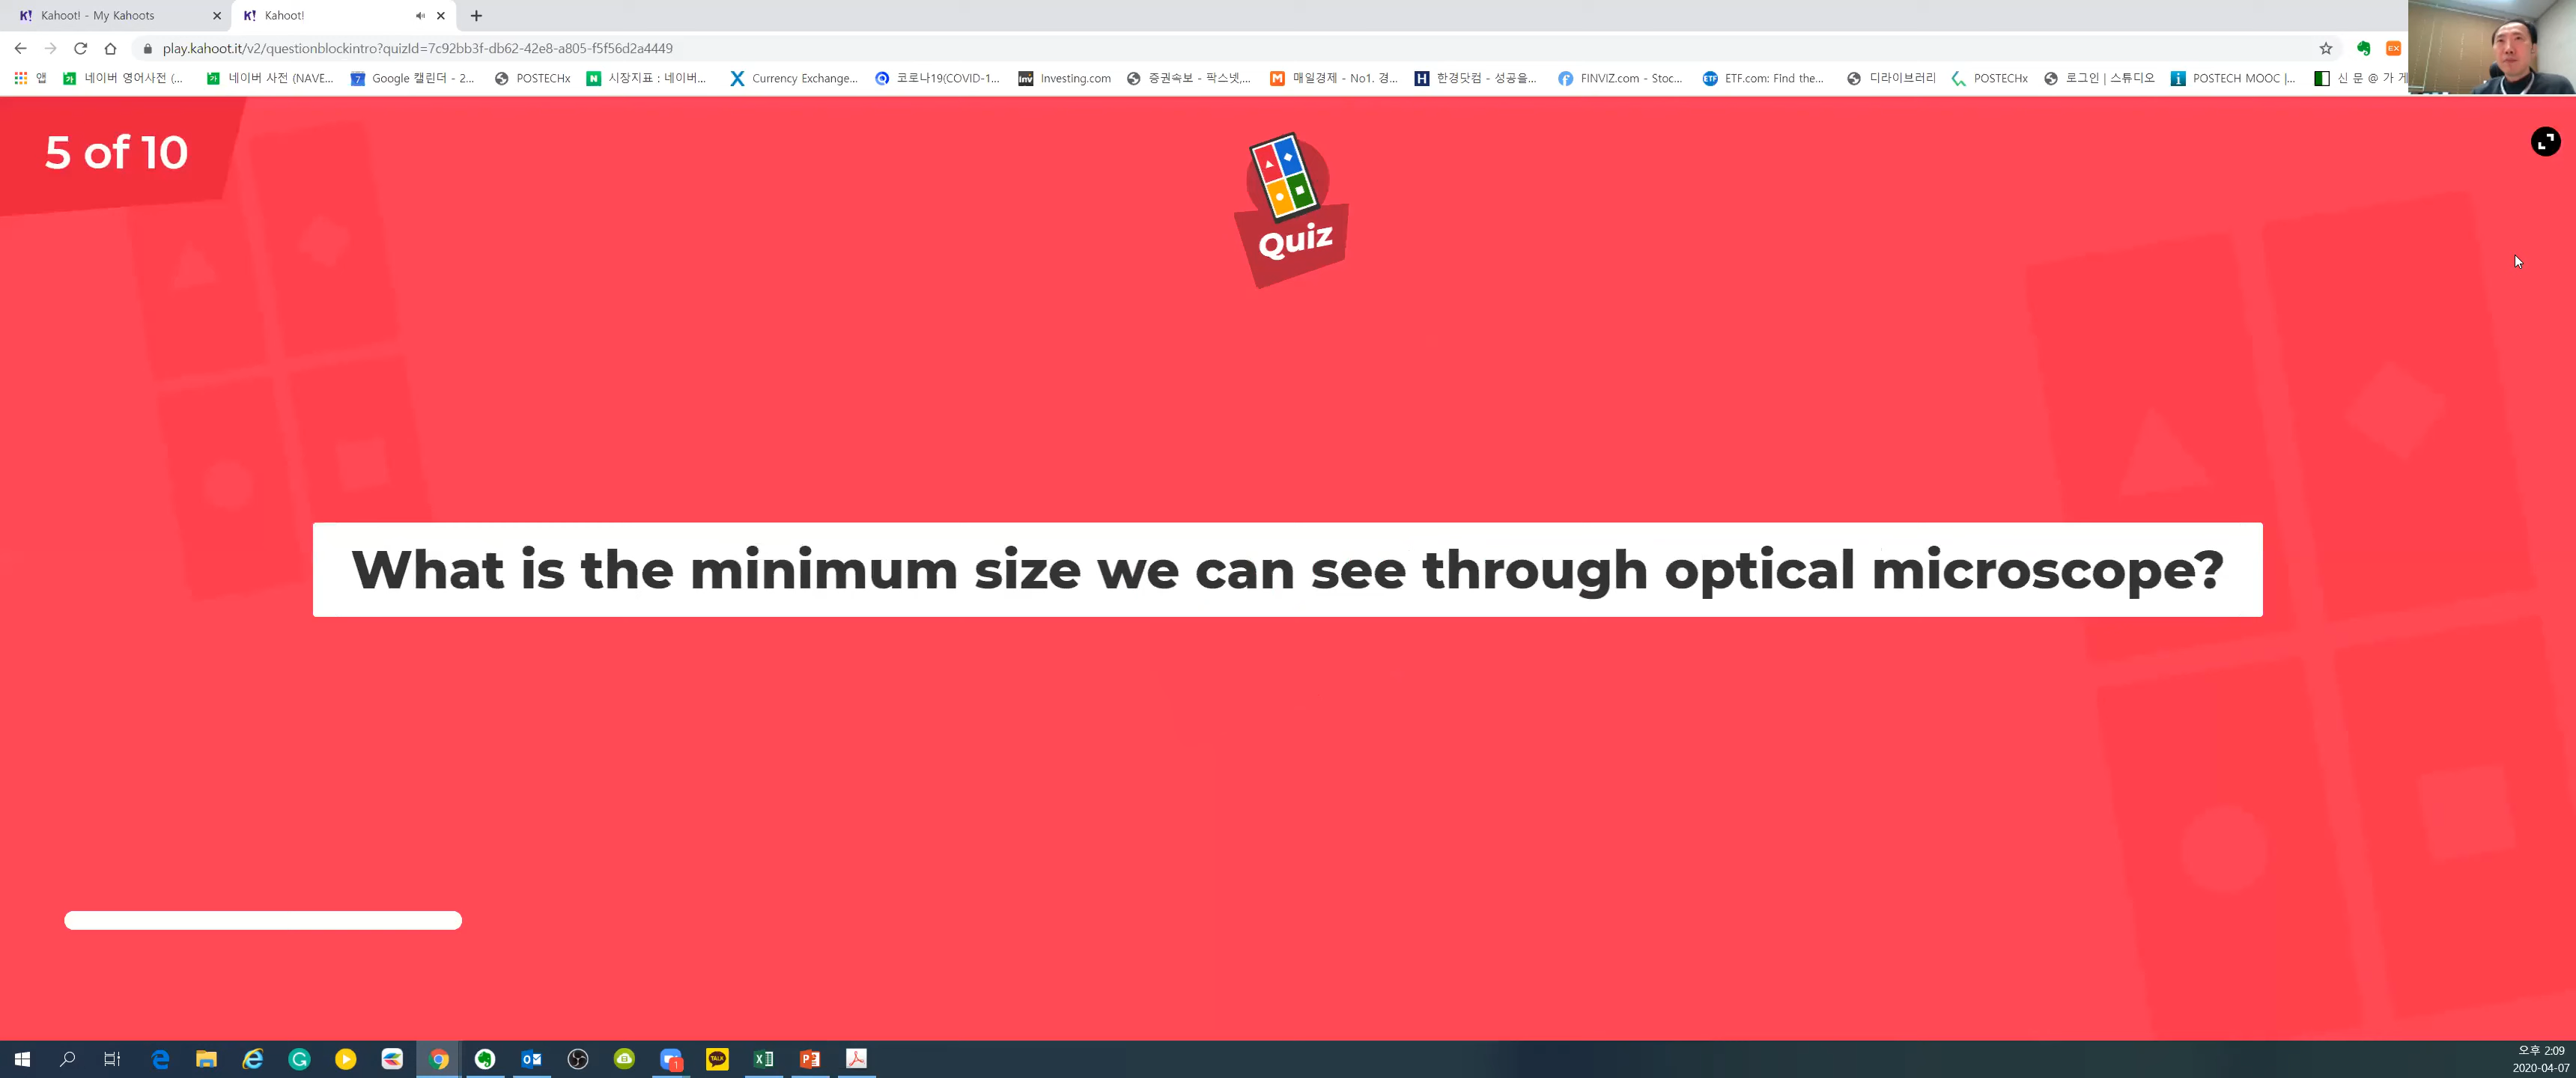 Kahoot! - My Kahoots
Kahoot!
play.kahoot.it/v2/questionblockintro?quizId=7c92bb3f-db62-42e8-a805-f5f56d2a4449
앱
네이버 영어사전 (...
네이버 사전 (NAVE...
Google 캘린더 - 2...
POSTECHx
시장지표 : 네이버...
Currency Exchange...
코로나19(COVID-1...
Investing.com
증권속보 - 팍스넷,...
매일경제 - No1. 경...
한경닷컴 - 성공을...
FINVIZ.com - Stoc...
ETF.com: Find the...
디라이브러리
POSTECHx
로그인 | 스튜디오
POSTECH MOOC |...
신 문 @ 가 게
5 of 10
Quiz
What is the minimum size we can see through optical microscope?
오후 2:09
2020-04-07